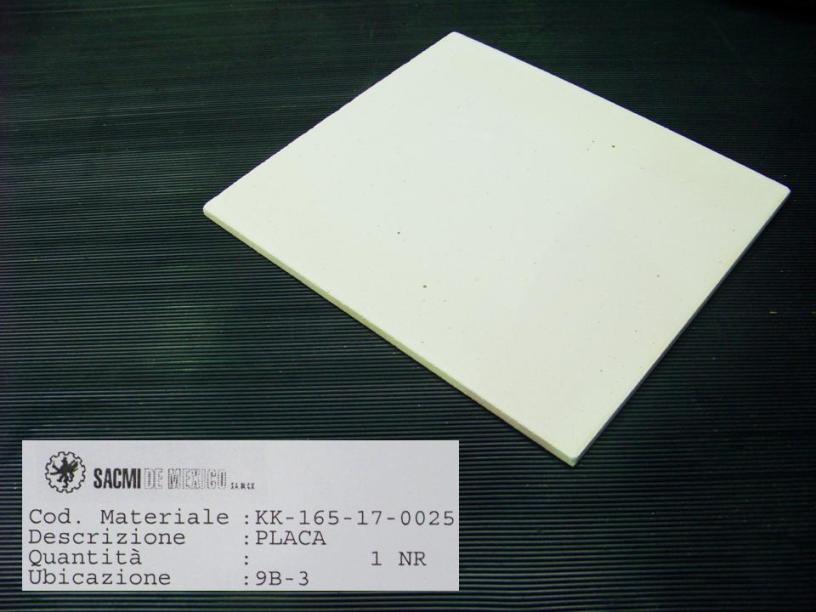 SACMI DE MEXICO S.A. DE C.V.
Cod. Materiale :KK-165-17-0025
Descrizione :PLACA
Quantità : 1 NR
Ubicazione :9B-3